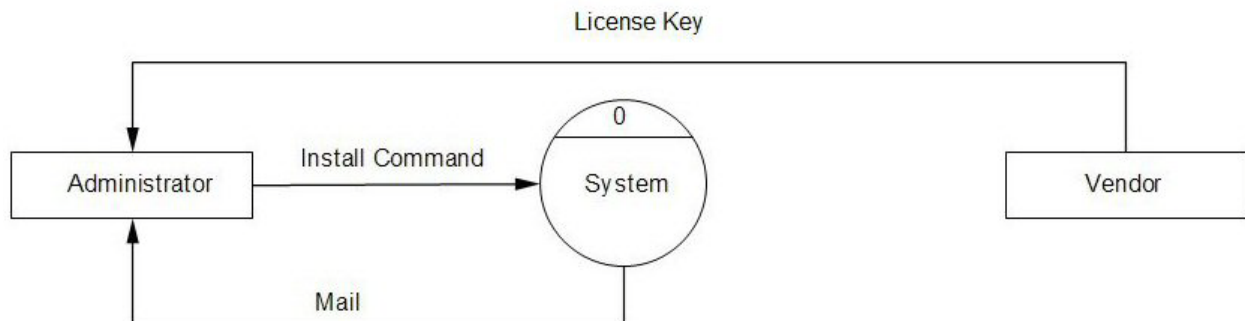 License Key
0
Install Command
Administrator
System
Vendor
Mail